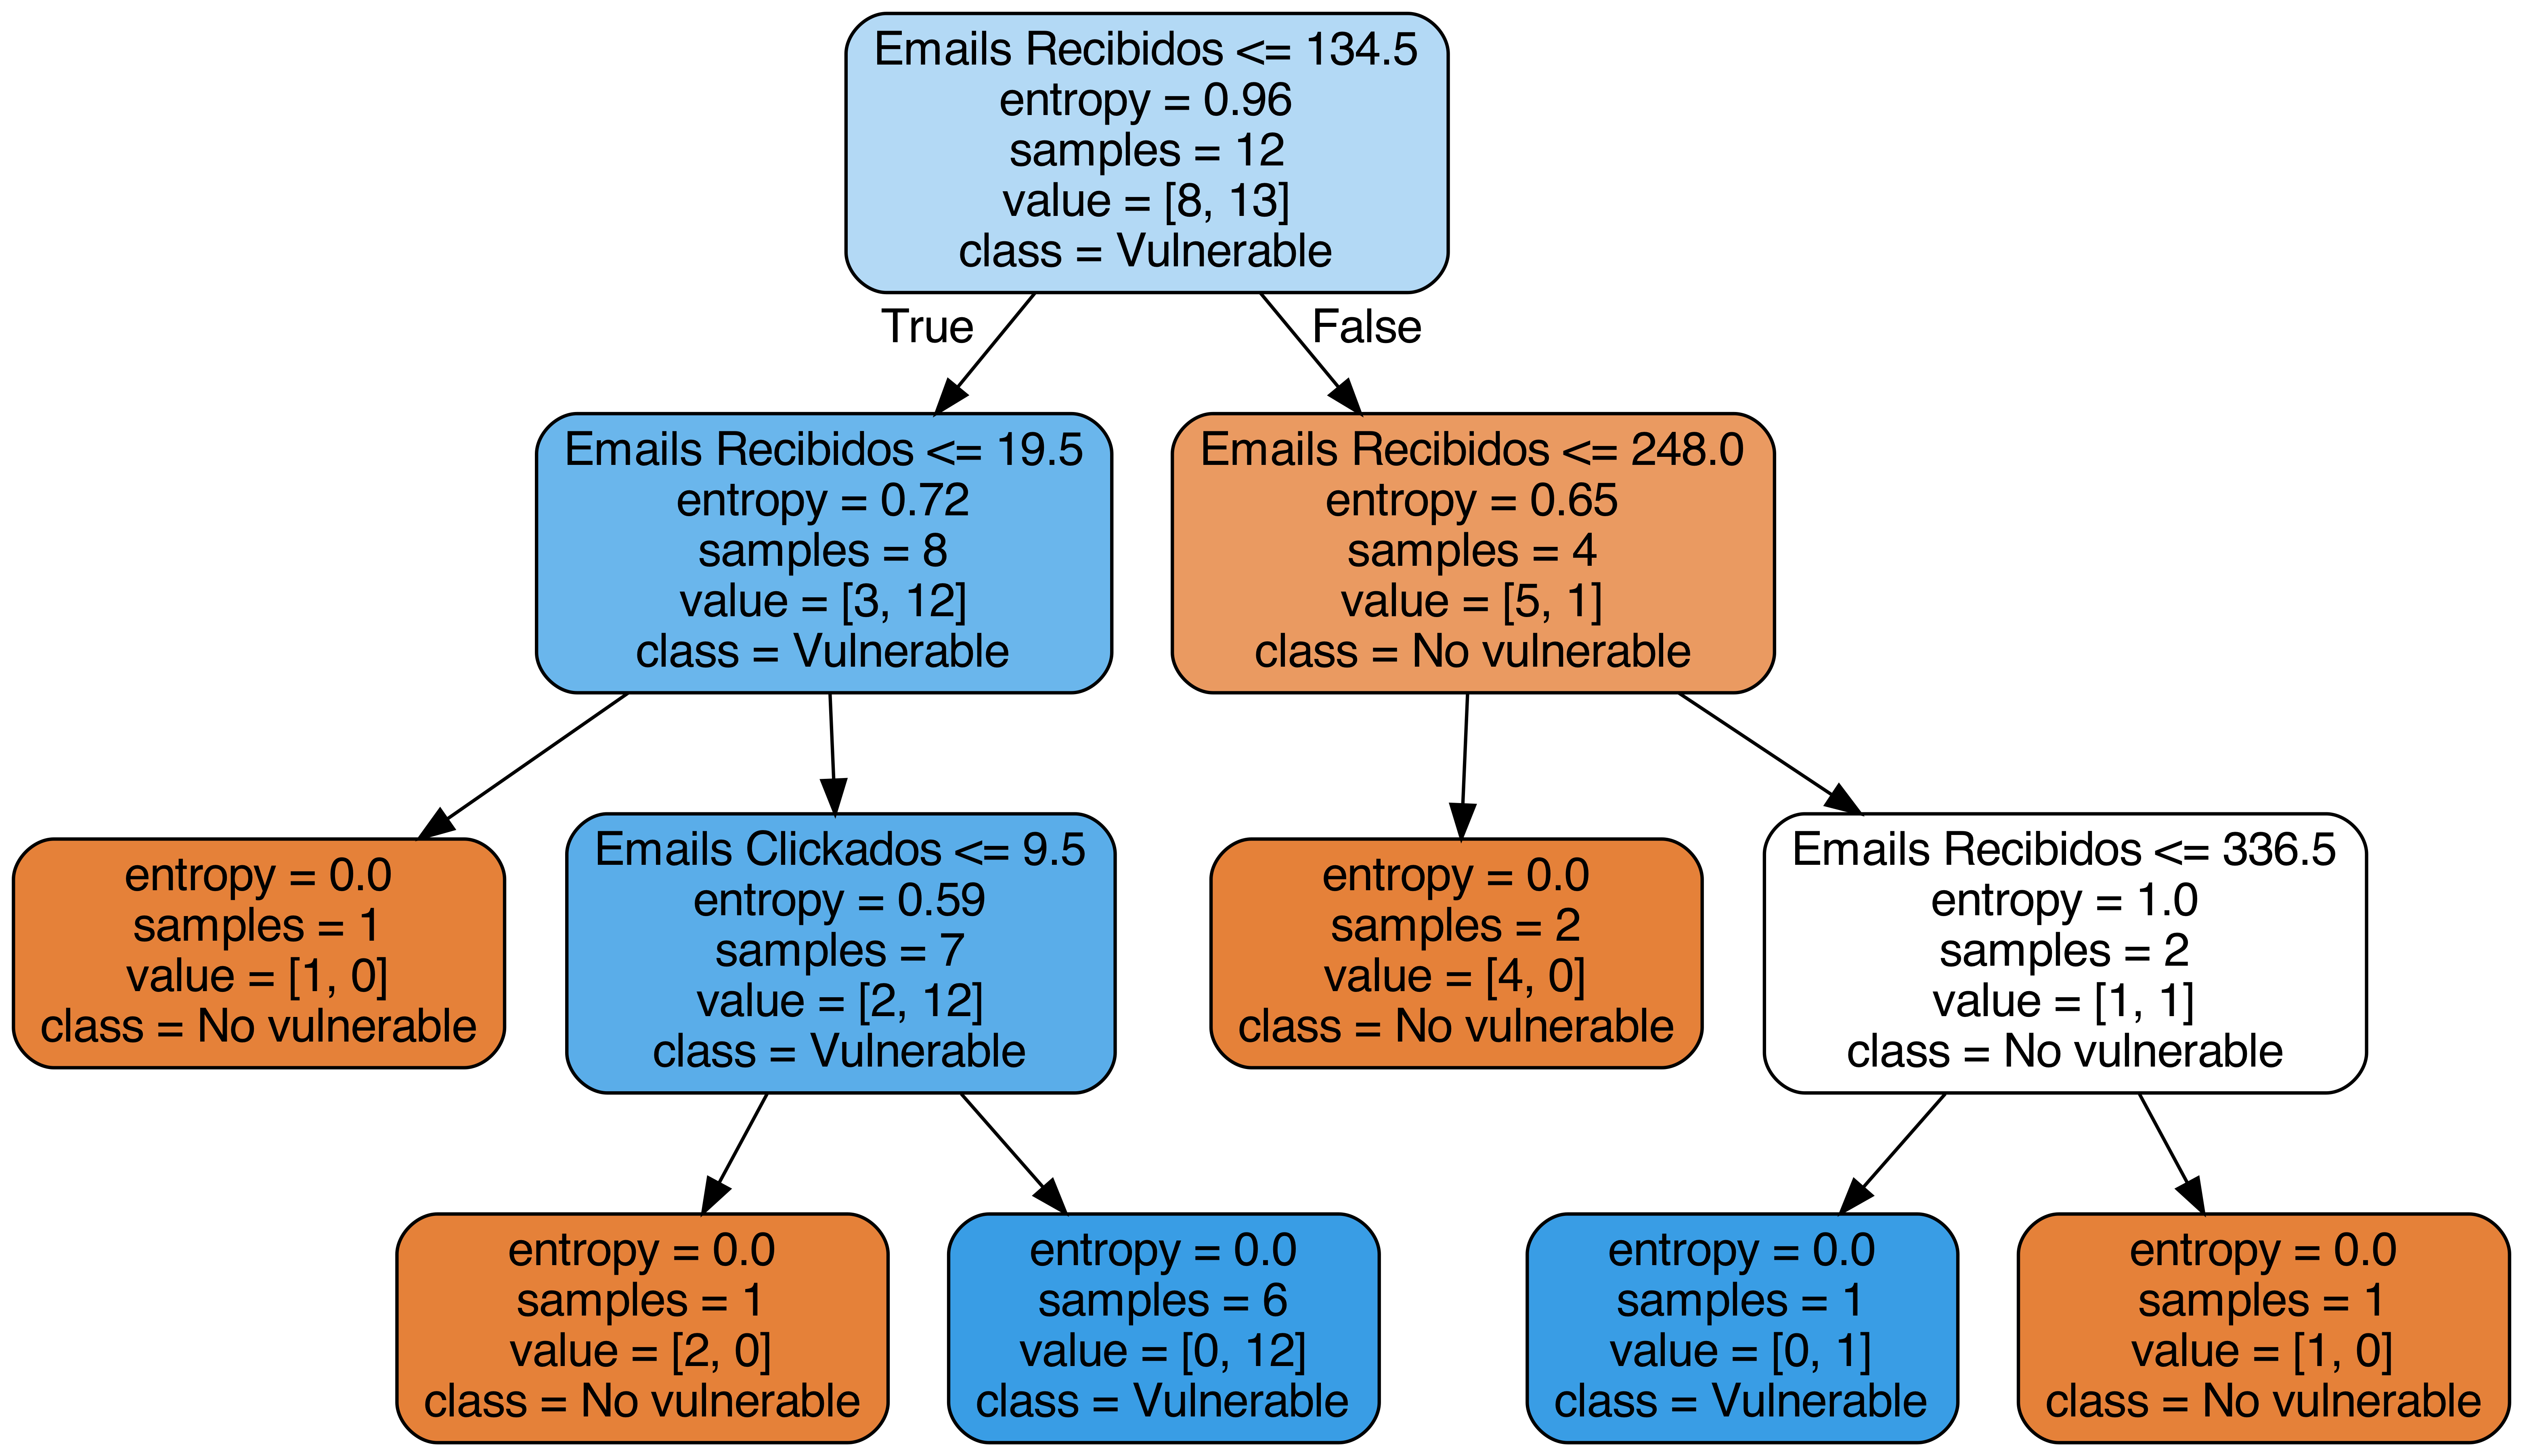 Emails Recibidos <= 134.5
entropy = 0.96
samples = 12
value = [8, 13]
class = Vulnerable
True
False
Emails Recibidos <= 19.5
entropy = 0.72
samples = 8
value = [3, 12]
class = Vulnerable
Emails Recibidos <= 248.0
entropy = 0.65
samples = 4
value = [5, 1]
class = No vulnerable
entropy = 0.0
samples = 1
value = [1, 0]
class = No vulnerable
Emails Clickados <= 9.5
entropy = 0.59
samples = 7
value = [2, 12]
class = Vulnerable
entropy = 0.0
samples = 2
value = [4, 0]
class = No vulnerable
Emails Recibidos <= 336.5
entropy = 1.0
samples = 2
value = [1, 1]
class = No vulnerable
entropy = 0.0
samples = 1
value = [2, 0]
class = No vulnerable
entropy = 0.0
samples = 6
value = [0, 12]
class = Vulnerable
entropy = 0.0
samples = 1
value = [0, 1]
class = Vulnerable
entropy = 0.0
samples = 1
value = [1, 0]
class = No vulnerable